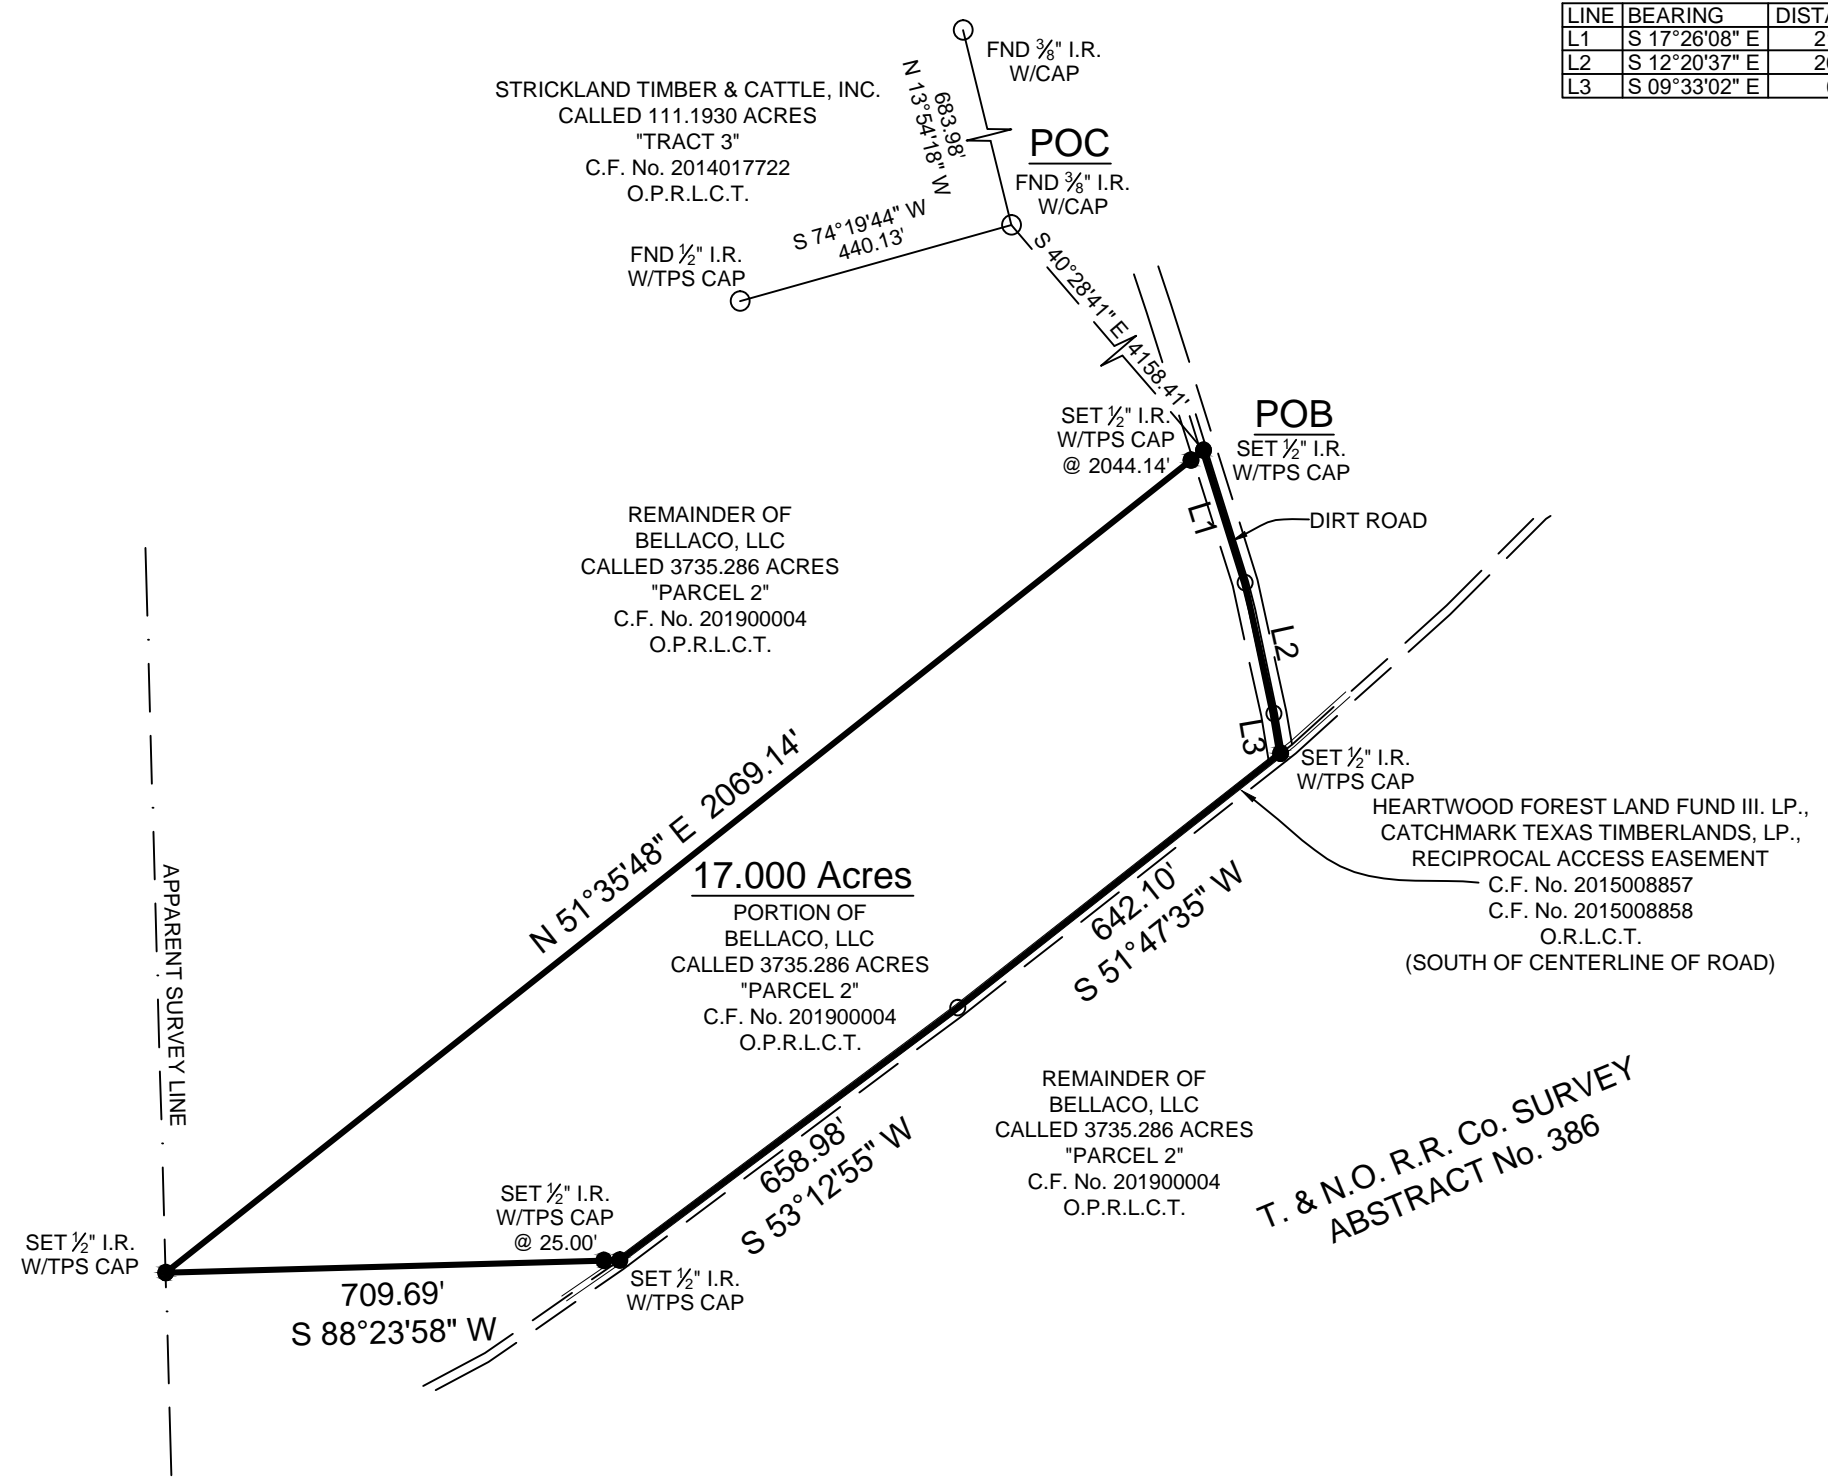 LINE BEARING
L1 S 17°26'08" E
L2 S 12°20'37" E
L3 S 09°33'02" E
FND ⅜" I.R.
W/CAP
683.98'
N 13°54'18" W
STRICKLAND TIMBER & CATTLE, INC.
CALLED 111.1930 ACRES
"TRACT 3"
C.F. No. 2014017722
O.P.R.L.C.T.
POC
FND ⅜" I.R.
W/CAP
S 74°19'44" W
440.13'
FND ½" I.R.
W/TPS CAP
S 40°28'41" E 4158.41'
SET ½" I.R.
W/TPS CAP
@ 2044.14'
POB
SET ½" I.R.
W/TPS CAP
L1
DIRT ROAD
REMAINDER OF
BELLACO, LLC
CALLED 3735.286 ACRES
"PARCEL 2"
C.F. No. 201900004
O.P.R.L.C.T.
L2
L3
SET ½" I.R.
W/TPS CAP
HEARTWOOD FOREST LAND FUND III. LP.,
CATCHMARK TEXAS TIMBERLANDS, LP.,
RECIPROCAL ACCESS EASEMENT
C.F. No. 2015008857
C.F. No. 2015008858
O.R.L.C.T.
(SOUTH OF CENTERLINE OF ROAD)
N 51°35'48" E 2069.14'
APPARENT SURVEY LINE
17.000 Acres
PORTION OF
BELLACO, LLC
CALLED 3735.286 ACRES
"PARCEL 2"
C.F. No. 201900004
O.P.R.L.C.T.
642.10'
S 51°47'35" W
658.98'
S 53°12'55" W
REMAINDER OF
BELLACO, LLC
CALLED 3735.286 ACRES
"PARCEL 2"
C.F. No. 201900004
O.P.R.L.C.T.
T. & N.O. R.R. Co. SURVEY
ABSTRACT No. 386
SET ½" I.R.
W/TPS CAP
@ 25.00'
SET ½" I.R.
W/TPS CAP
SET ½" I.R.
W/TPS CAP
709.69'
S 88°23'58" W